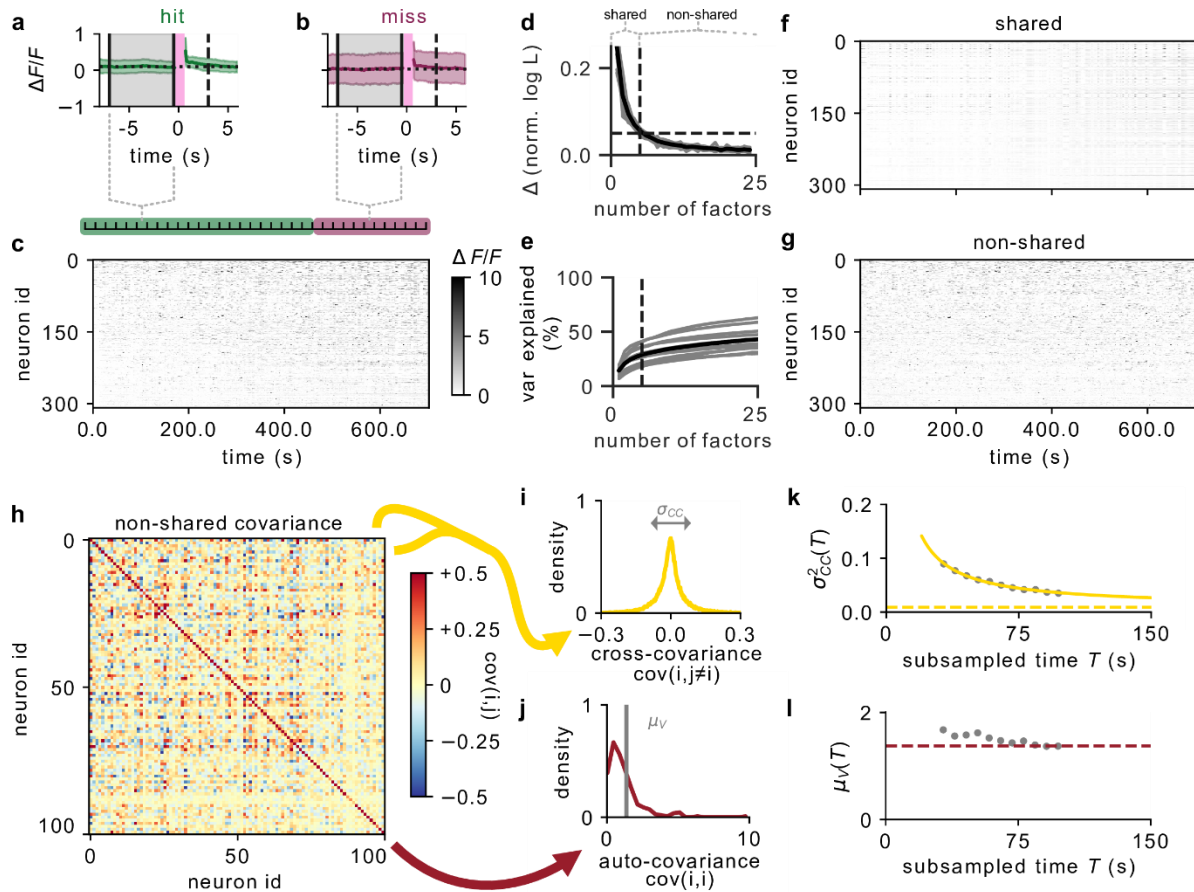 a
hit
ΔF/F
1
0
−1
-5
0
5
time (s)
b
miss
-5
0
5
time (s)
c
neuron id
0
150
300
0.0
200.0
400.0
600.0
time (s)
Δ F/F
10
5
0
d
shared
non-shared
Δ (norm. log L)
0.2
0.0
0
25
number of factors
e
var explained
(%)
100
50
0
0
25
number of factors
f
shared
neuron id
0
150
300
g
non-shared
neuron id
0
150
300
0.0
200.0
400.0
600.0
time (s)
h
non-shared covariance
neuron id
0
50
100
0
50
100
neuron id
+0.5
+0.25
0
−0.25
−0.5
cov(i,j)
i
density
1
0
σCC
−0.3
0.0
0.3
cross-covariance
cov(i,j≠i)
j
density
1
0
μV
0
10
auto-covariance
cov(i,i)
k
σ²CC(T)
0.2
0.1
0.0
0
75
150
subsampled time T (s)
l
μV(T)
2
0
0
75
150
subsampled time T (s)